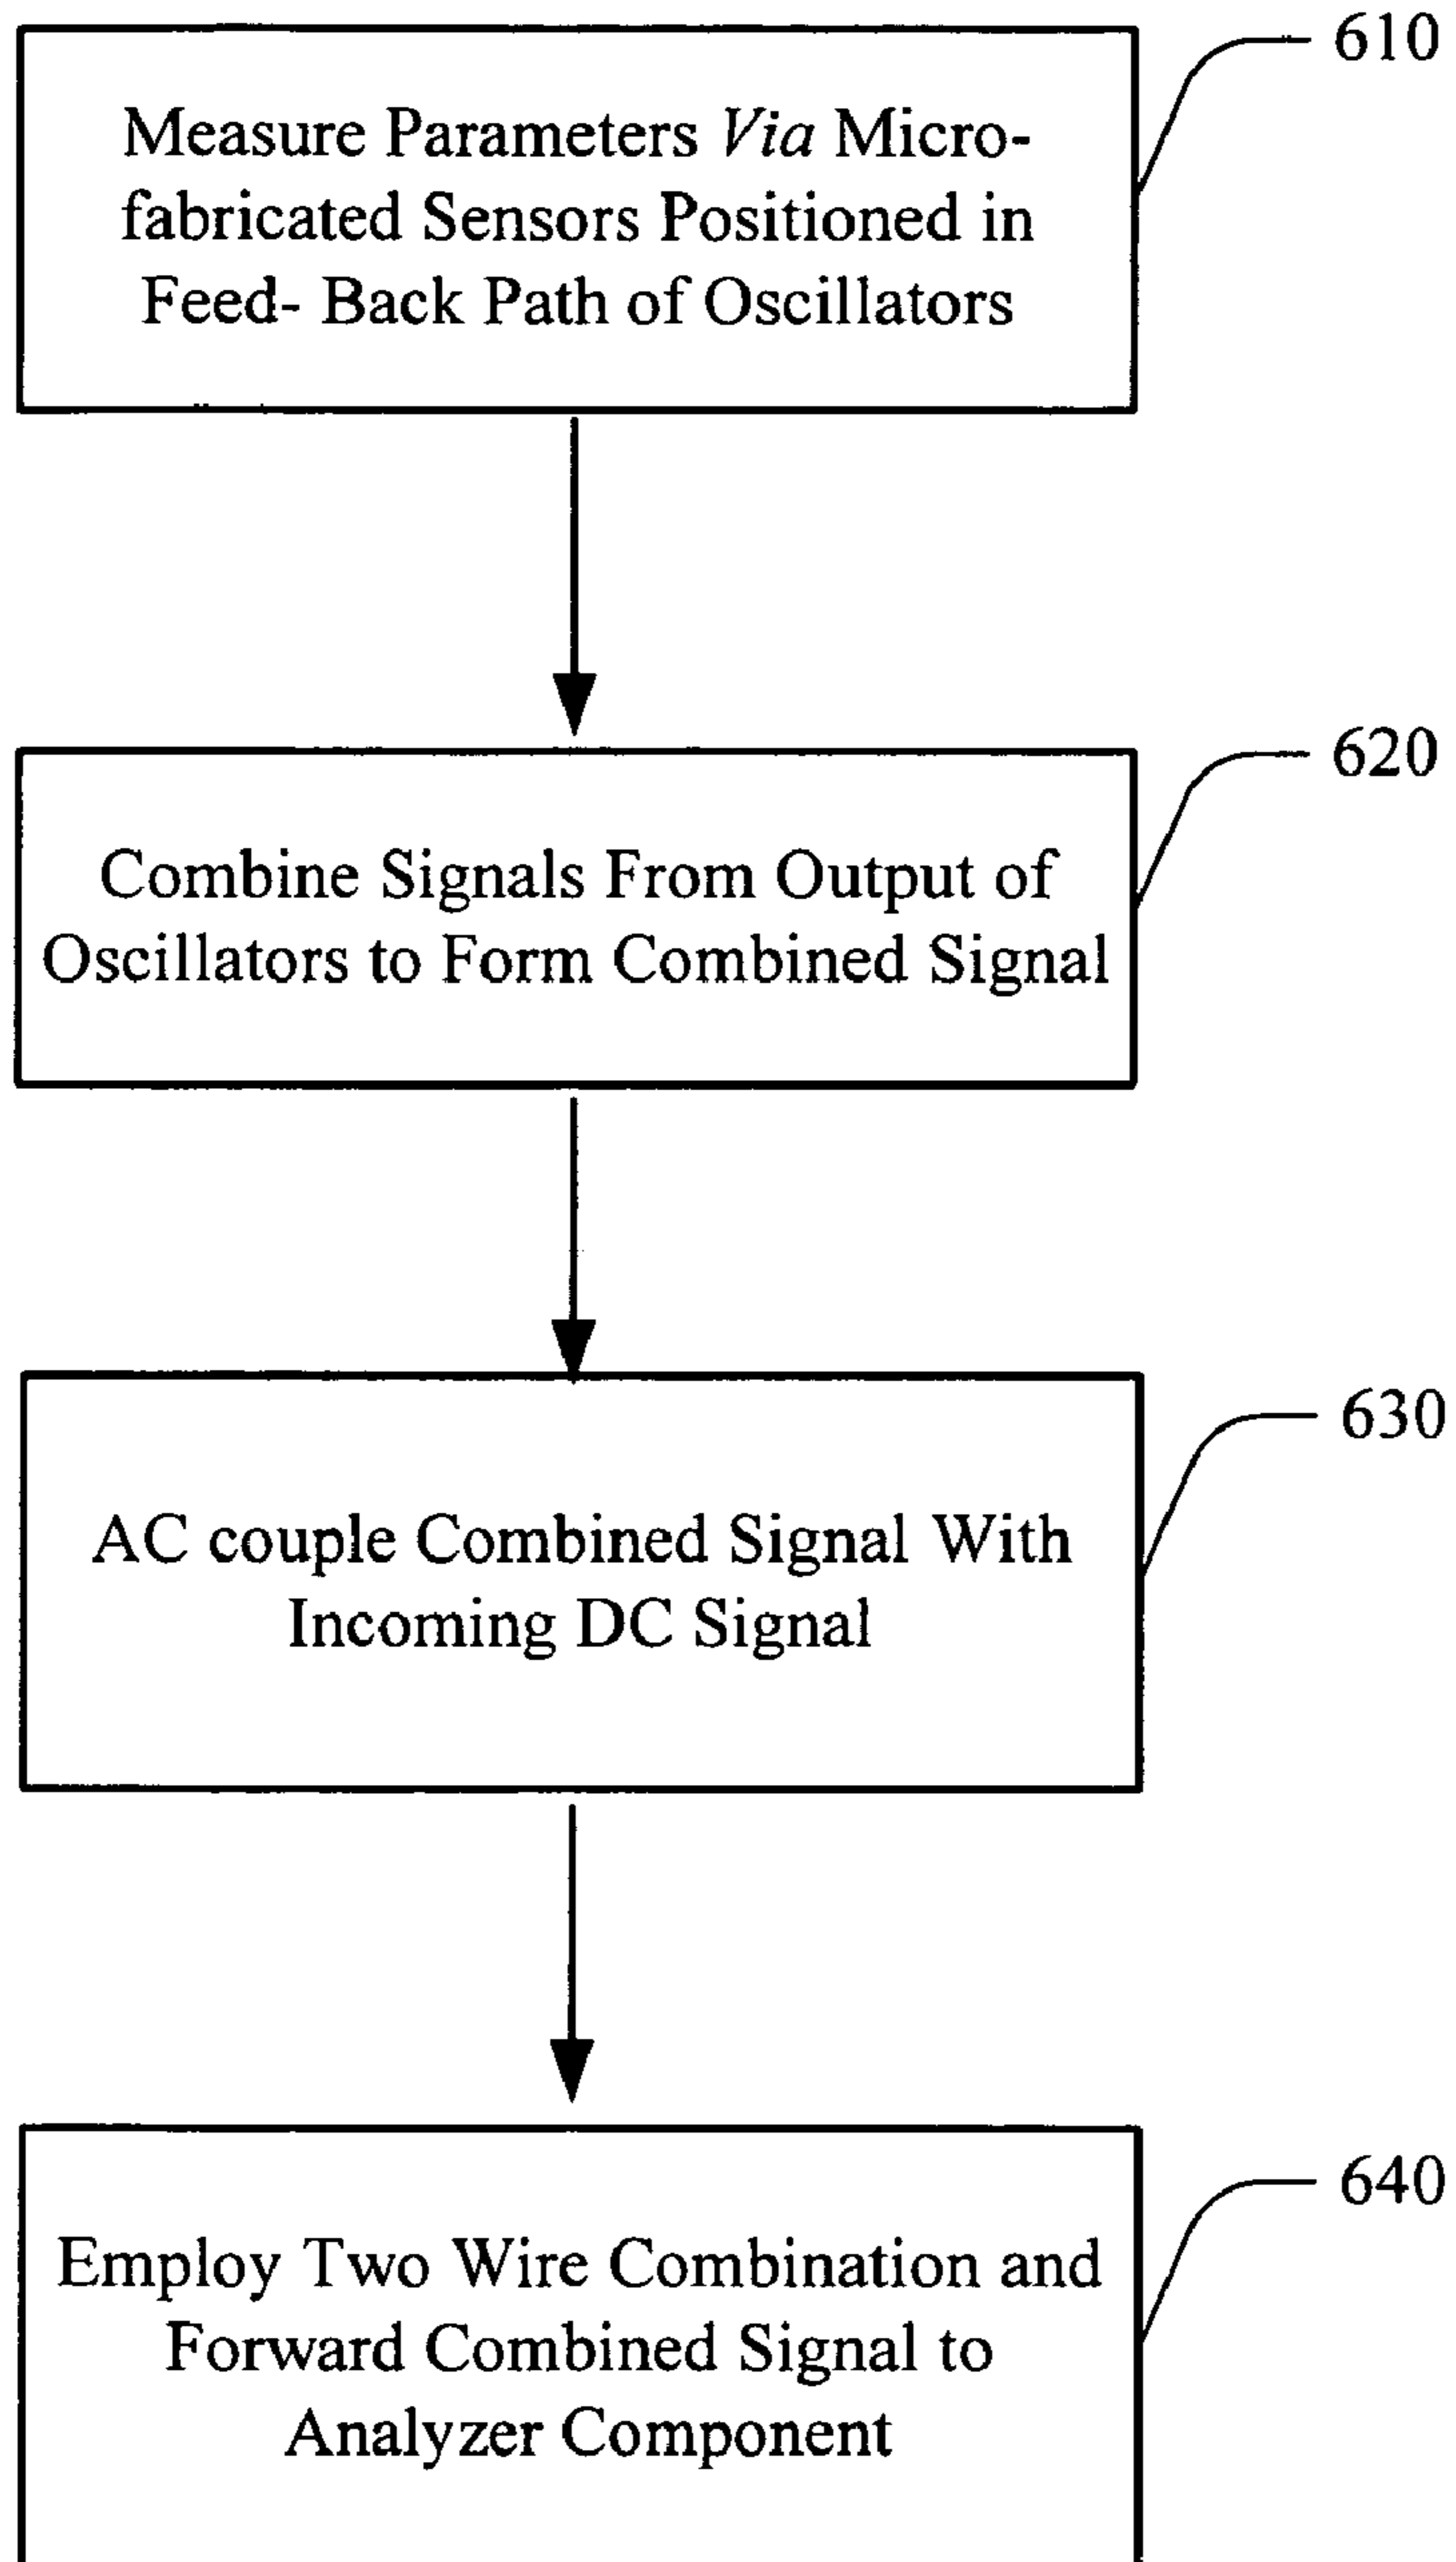 610
Measure Parameters Via Micro-
fabricated Sensors Positioned in
Feed- Back Path of Oscillators
620
Combine Signals From Output of
Oscillators to Form Combined Signal
630
AC couple Combined Signal With
Incoming DC Signal
640
Employ Two Wire Combination and
Forward Combined Signal to
Analyzer Component